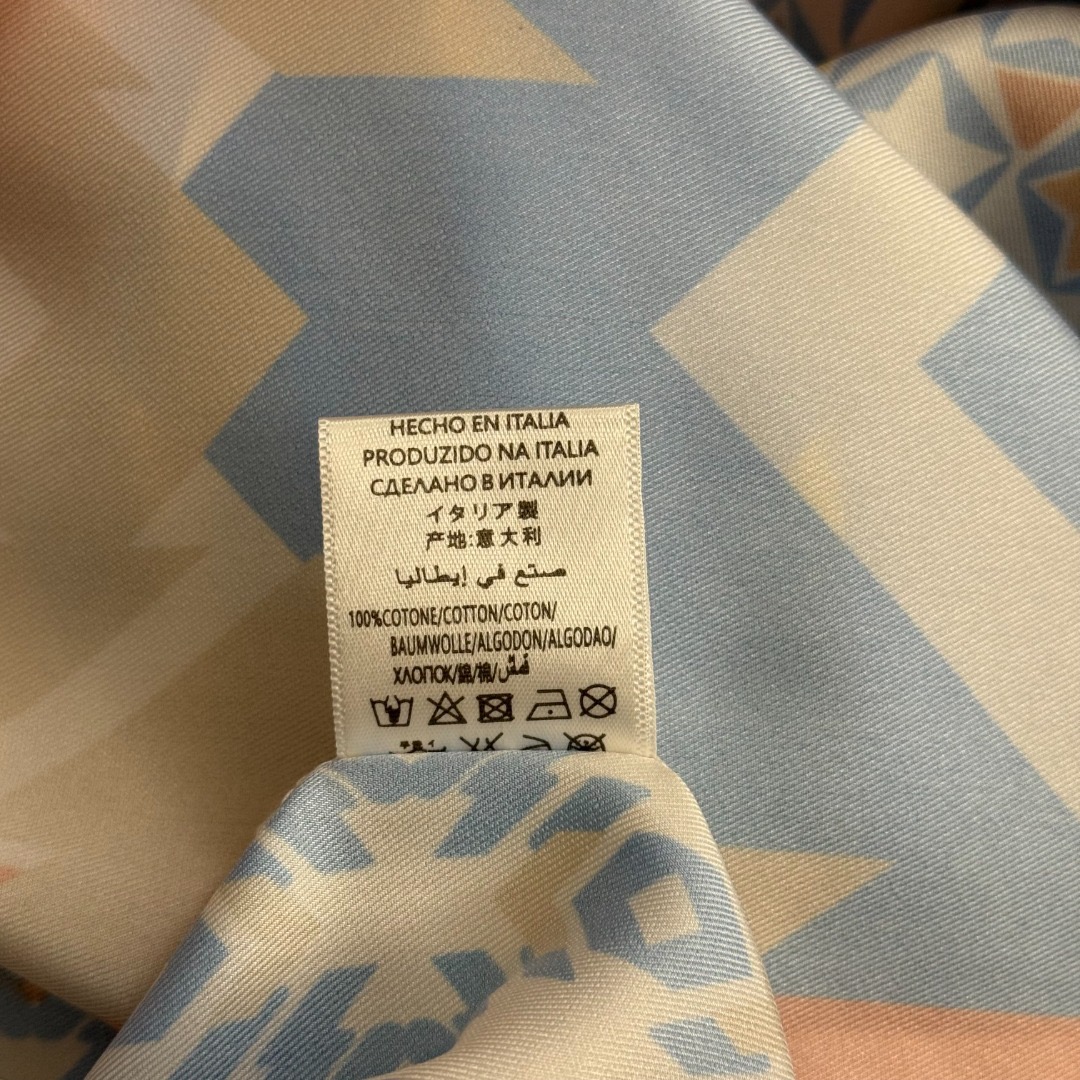 HECHO EN ITALIA
PRODUZIDO NA ITALIA
СДЕЛАНО В ИТАЛИИ
イタリア製
产地:意大利
صنع في إيطاليا
100%COTONE/COTTON/COTON/
BAUMWOLLE/ALGODON/ALGODAO/
ХЛОПОК/綿/棉/